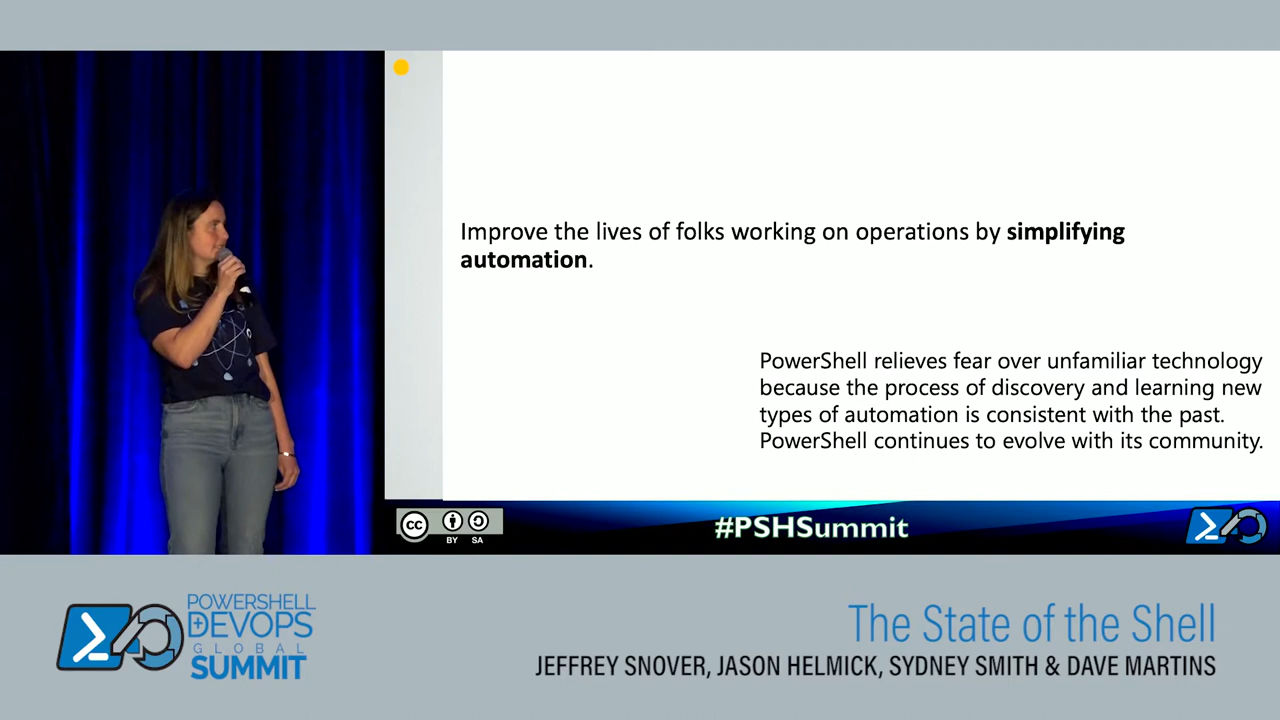 Improve the lives of folks working on operations by simplifying
automation.
PowerShell relieves fear over unfamiliar technology
because the process of discovery and learning new
types of automation is consistent with the past.
PowerShell continues to evolve with its community.
cc
BY SA
#PSHSummit
POWERSHELL
DEVOPS
GLOBAL
SUMMIT
The State of the Shell
JEFFREY SNOVER, JASON HELMICK, SYDNEY SMITH & DAVE MARTINS